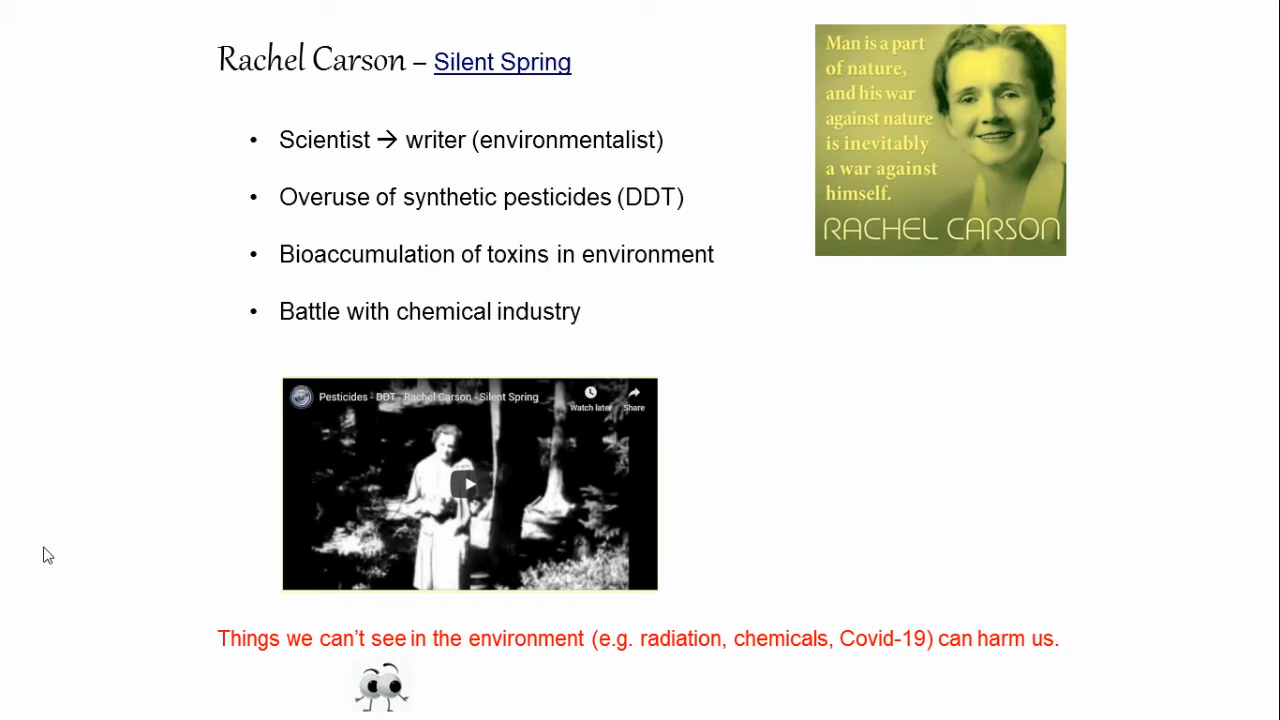 Rachel Carson – Silent Spring
Man is a part
of nature,
and his war
against nature
is inevitably
a war against
himself.
RACHEL CARSON
• Scientist → writer (environmentalist)
• Overuse of synthetic pesticides (DDT)
• Bioaccumulation of toxins in environment
• Battle with chemical industry
Pesticides - DDT - Rachel Carson - Silent Spring
Watch later
Share
Things we can’t see in the environment (e.g. radiation, chemicals, Covid-19) can harm us.